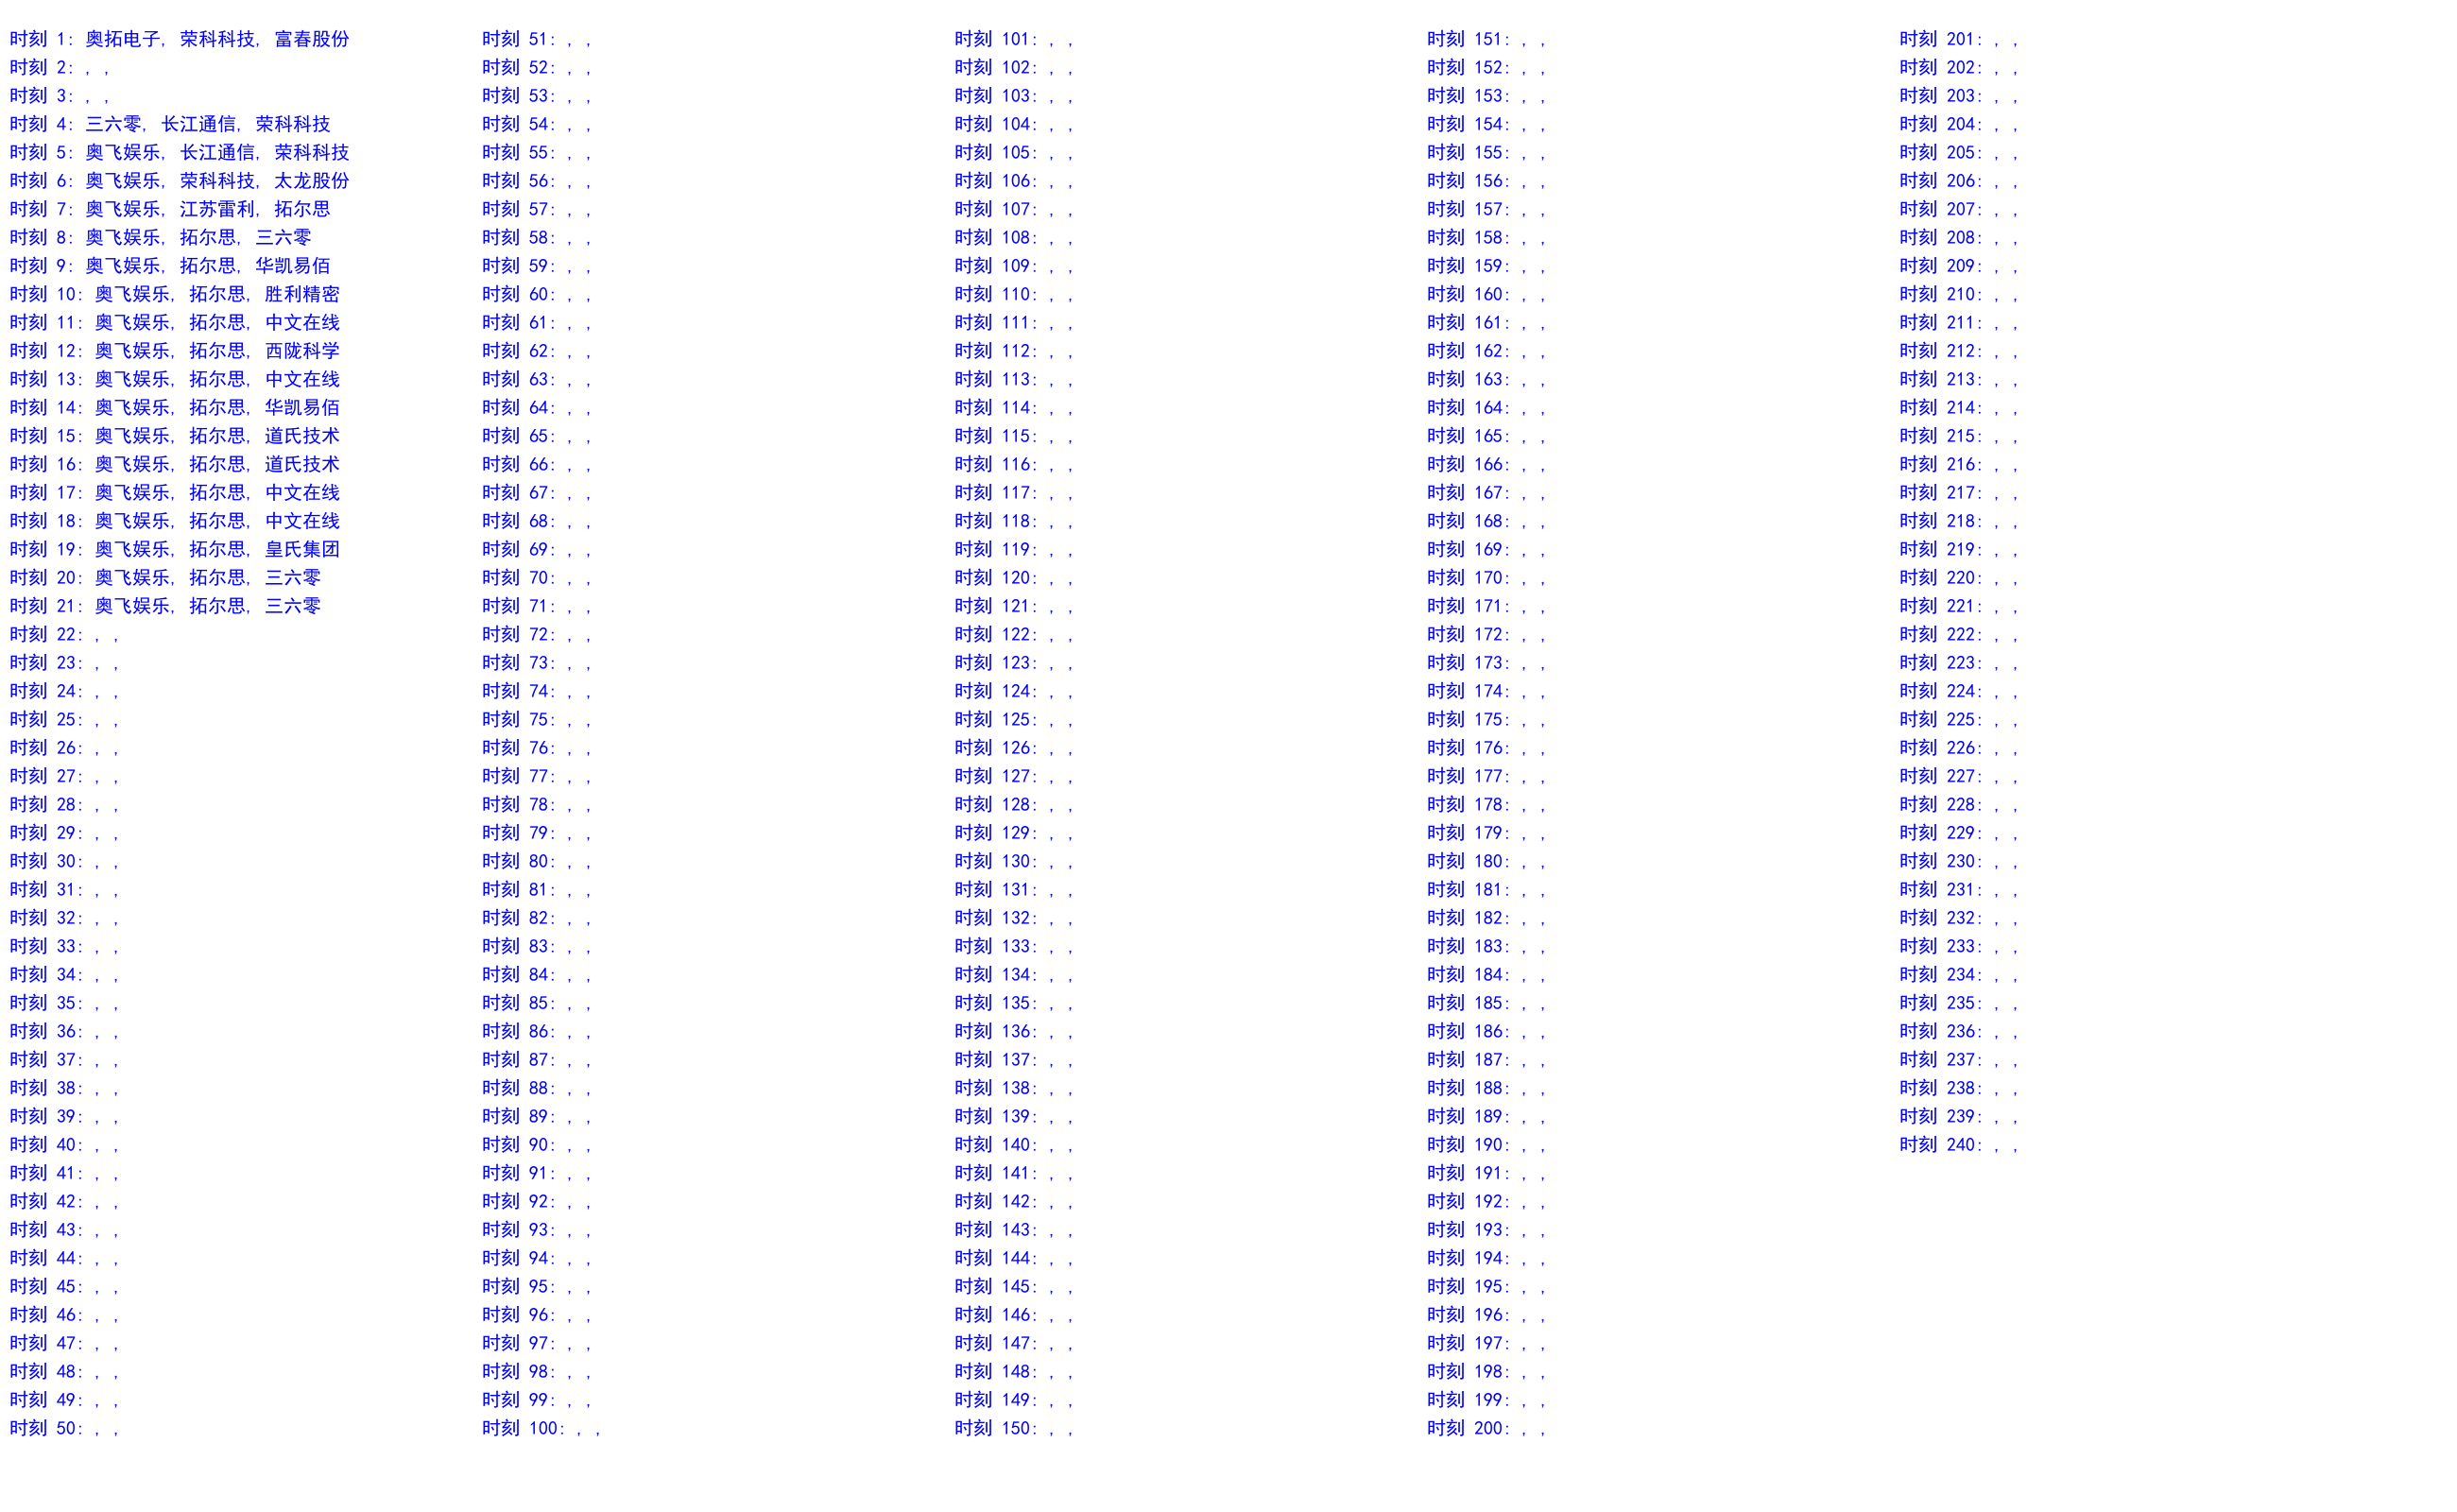 时刻 1: 奥拓电子, 荣科科技, 富春股份
时刻 2: , ,
时刻 3: , ,
时刻 4: 三六零, 长江通信, 荣科科技
时刻 5: 奥飞娱乐, 长江通信, 荣科科技
时刻 6: 奥飞娱乐, 荣科科技, 太龙股份
时刻 7: 奥飞娱乐, 江苏雷利, 拓尔思
时刻 8: 奥飞娱乐, 拓尔思, 三六零
时刻 9: 奥飞娱乐, 拓尔思, 华凯易佰
时刻 10: 奥飞娱乐, 拓尔思, 胜利精密
时刻 11: 奥飞娱乐, 拓尔思, 中文在线
时刻 12: 奥飞娱乐, 拓尔思, 西陇科学
时刻 13: 奥飞娱乐, 拓尔思, 中文在线
时刻 14: 奥飞娱乐, 拓尔思, 华凯易佰
时刻 15: 奥飞娱乐, 拓尔思, 道氏技术
时刻 16: 奥飞娱乐, 拓尔思, 道氏技术
时刻 17: 奥飞娱乐, 拓尔思, 中文在线
时刻 18: 奥飞娱乐, 拓尔思, 中文在线
时刻 19: 奥飞娱乐, 拓尔思, 皇氏集团
时刻 20: 奥飞娱乐, 拓尔思, 三六零
时刻 21: 奥飞娱乐, 拓尔思, 三六零
时刻 22: , ,
时刻 23: , ,
时刻 24: , ,
时刻 25: , ,
时刻 26: , ,
时刻 27: , ,
时刻 28: , ,
时刻 29: , ,
时刻 30: , ,
时刻 31: , ,
时刻 32: , ,
时刻 33: , ,
时刻 34: , ,
时刻 35: , ,
时刻 36: , ,
时刻 37: , ,
时刻 38: , ,
时刻 39: , ,
时刻 40: , ,
时刻 41: , ,
时刻 42: , ,
时刻 43: , ,
时刻 44: , ,
时刻 45: , ,
时刻 46: , ,
时刻 47: , ,
时刻 48: , ,
时刻 49: , ,
时刻 50: , ,
时刻 51: , ,
时刻 52: , ,
时刻 53: , ,
时刻 54: , ,
时刻 55: , ,
时刻 56: , ,
时刻 57: , ,
时刻 58: , ,
时刻 59: , ,
时刻 60: , ,
时刻 61: , ,
时刻 62: , ,
时刻 63: , ,
时刻 64: , ,
时刻 65: , ,
时刻 66: , ,
时刻 67: , ,
时刻 68: , ,
时刻 69: , ,
时刻 70: , ,
时刻 71: , ,
时刻 72: , ,
时刻 73: , ,
时刻 74: , ,
时刻 75: , ,
时刻 76: , ,
时刻 77: , ,
时刻 78: , ,
时刻 79: , ,
时刻 80: , ,
时刻 81: , ,
时刻 82: , ,
时刻 83: , ,
时刻 84: , ,
时刻 85: , ,
时刻 86: , ,
时刻 87: , ,
时刻 88: , ,
时刻 89: , ,
时刻 90: , ,
时刻 91: , ,
时刻 92: , ,
时刻 93: , ,
时刻 94: , ,
时刻 95: , ,
时刻 96: , ,
时刻 97: , ,
时刻 98: , ,
时刻 99: , ,
时刻 100: , ,
时刻 101: , ,
时刻 102: , ,
时刻 103: , ,
时刻 104: , ,
时刻 105: , ,
时刻 106: , ,
时刻 107: , ,
时刻 108: , ,
时刻 109: , ,
时刻 110: , ,
时刻 111: , ,
时刻 112: , ,
时刻 113: , ,
时刻 114: , ,
时刻 115: , ,
时刻 116: , ,
时刻 117: , ,
时刻 118: , ,
时刻 119: , ,
时刻 120: , ,
时刻 121: , ,
时刻 122: , ,
时刻 123: , ,
时刻 124: , ,
时刻 125: , ,
时刻 126: , ,
时刻 127: , ,
时刻 128: , ,
时刻 129: , ,
时刻 130: , ,
时刻 131: , ,
时刻 132: , ,
时刻 133: , ,
时刻 134: , ,
时刻 135: , ,
时刻 136: , ,
时刻 137: , ,
时刻 138: , ,
时刻 139: , ,
时刻 140: , ,
时刻 141: , ,
时刻 142: , ,
时刻 143: , ,
时刻 144: , ,
时刻 145: , ,
时刻 146: , ,
时刻 147: , ,
时刻 148: , ,
时刻 149: , ,
时刻 150: , ,
时刻 151: , ,
时刻 152: , ,
时刻 153: , ,
时刻 154: , ,
时刻 155: , ,
时刻 156: , ,
时刻 157: , ,
时刻 158: , ,
时刻 159: , ,
时刻 160: , ,
时刻 161: , ,
时刻 162: , ,
时刻 163: , ,
时刻 164: , ,
时刻 165: , ,
时刻 166: , ,
时刻 167: , ,
时刻 168: , ,
时刻 169: , ,
时刻 170: , ,
时刻 171: , ,
时刻 172: , ,
时刻 173: , ,
时刻 174: , ,
时刻 175: , ,
时刻 176: , ,
时刻 177: , ,
时刻 178: , ,
时刻 179: , ,
时刻 180: , ,
时刻 181: , ,
时刻 182: , ,
时刻 183: , ,
时刻 184: , ,
时刻 185: , ,
时刻 186: , ,
时刻 187: , ,
时刻 188: , ,
时刻 189: , ,
时刻 190: , ,
时刻 191: , ,
时刻 192: , ,
时刻 193: , ,
时刻 194: , ,
时刻 195: , ,
时刻 196: , ,
时刻 197: , ,
时刻 198: , ,
时刻 199: , ,
时刻 200: , ,
时刻 201: , ,
时刻 202: , ,
时刻 203: , ,
时刻 204: , ,
时刻 205: , ,
时刻 206: , ,
时刻 207: , ,
时刻 208: , ,
时刻 209: , ,
时刻 210: , ,
时刻 211: , ,
时刻 212: , ,
时刻 213: , ,
时刻 214: , ,
时刻 215: , ,
时刻 216: , ,
时刻 217: , ,
时刻 218: , ,
时刻 219: , ,
时刻 220: , ,
时刻 221: , ,
时刻 222: , ,
时刻 223: , ,
时刻 224: , ,
时刻 225: , ,
时刻 226: , ,
时刻 227: , ,
时刻 228: , ,
时刻 229: , ,
时刻 230: , ,
时刻 231: , ,
时刻 232: , ,
时刻 233: , ,
时刻 234: , ,
时刻 235: , ,
时刻 236: , ,
时刻 237: , ,
时刻 238: , ,
时刻 239: , ,
时刻 240: , ,